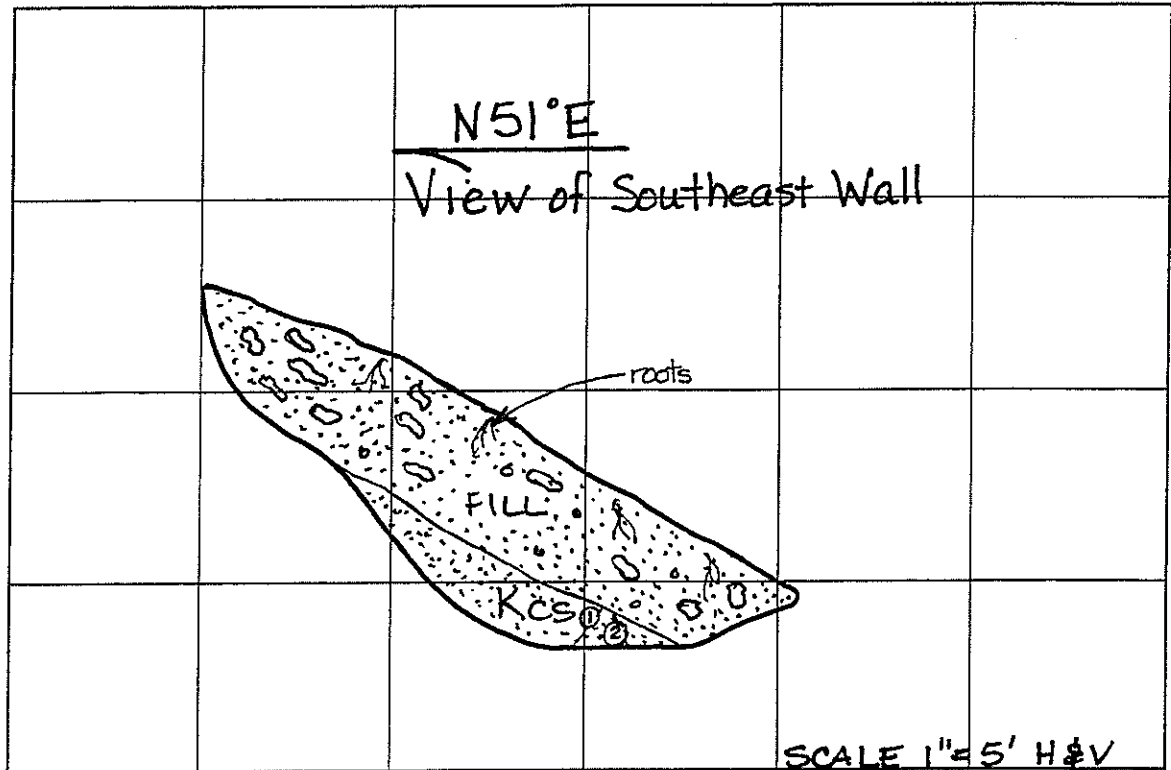 N51°E
View of Southeast Wall
roots
FILL
Kcs ①
②
SCALE 1"=5' H&V